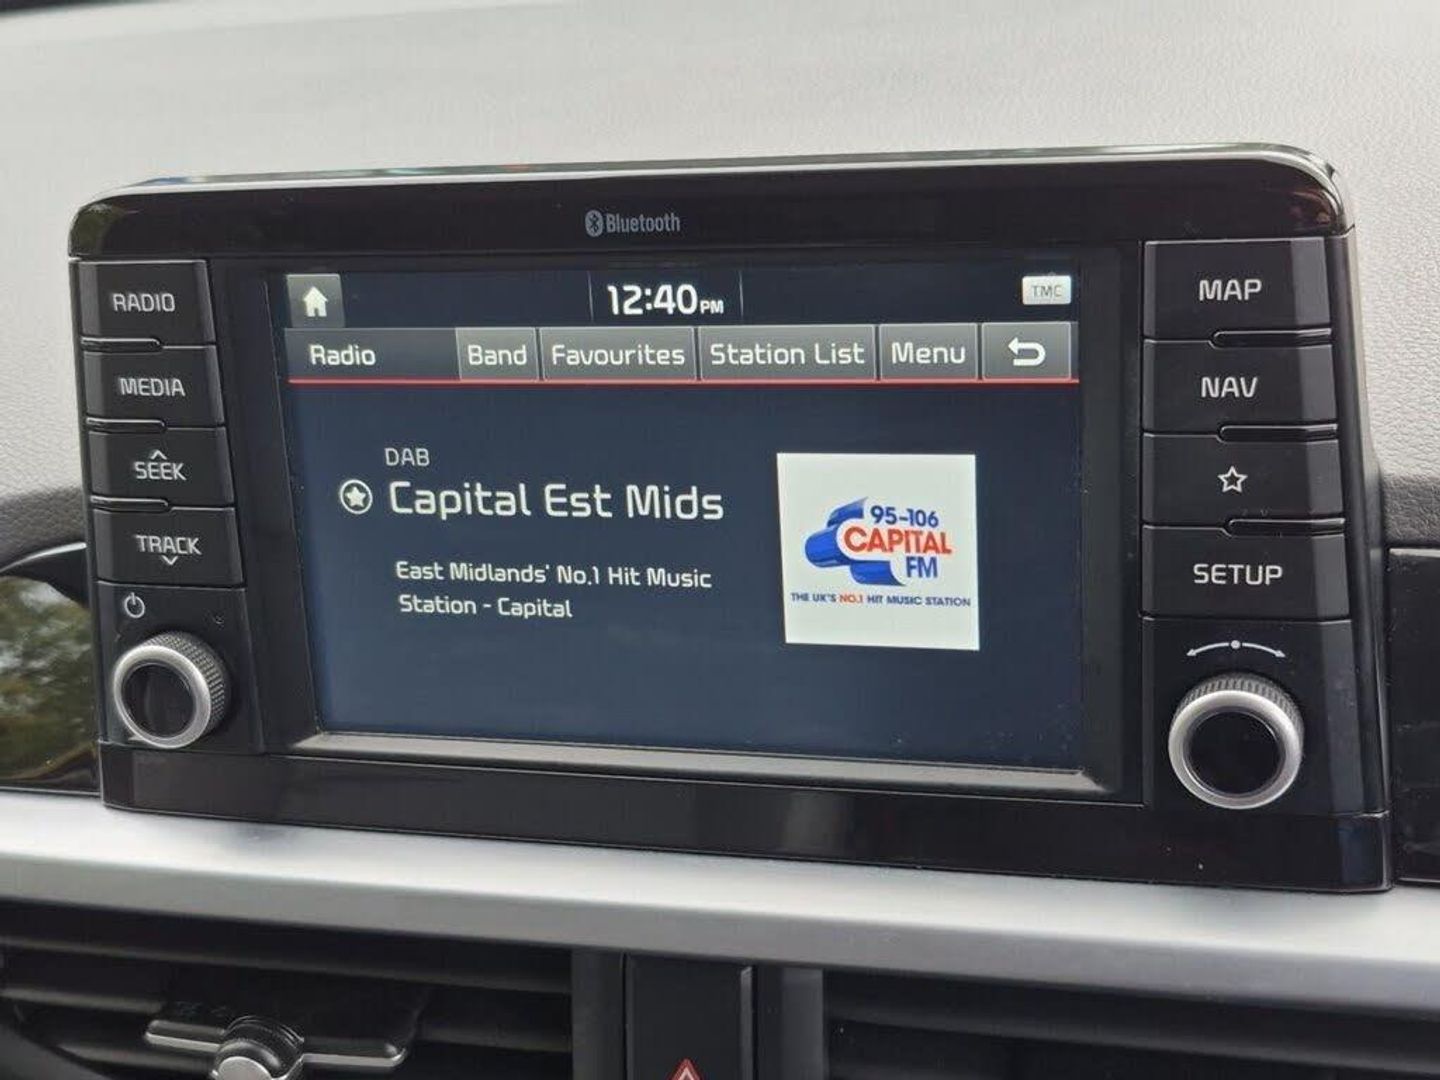 Bluetooth
RADIO
MEDIA
SEEK
TRACK
12:40 PM
TMC
Radio
Band
Favourites
Station List
Menu
DAB
Capital Est Mids
East Midlands' No.1 Hit Music
Station - Capital
95-106
CAPITAL
FM
THE UK'S NO.1 HIT MUSIC STATION
MAP
NAV
SETUP